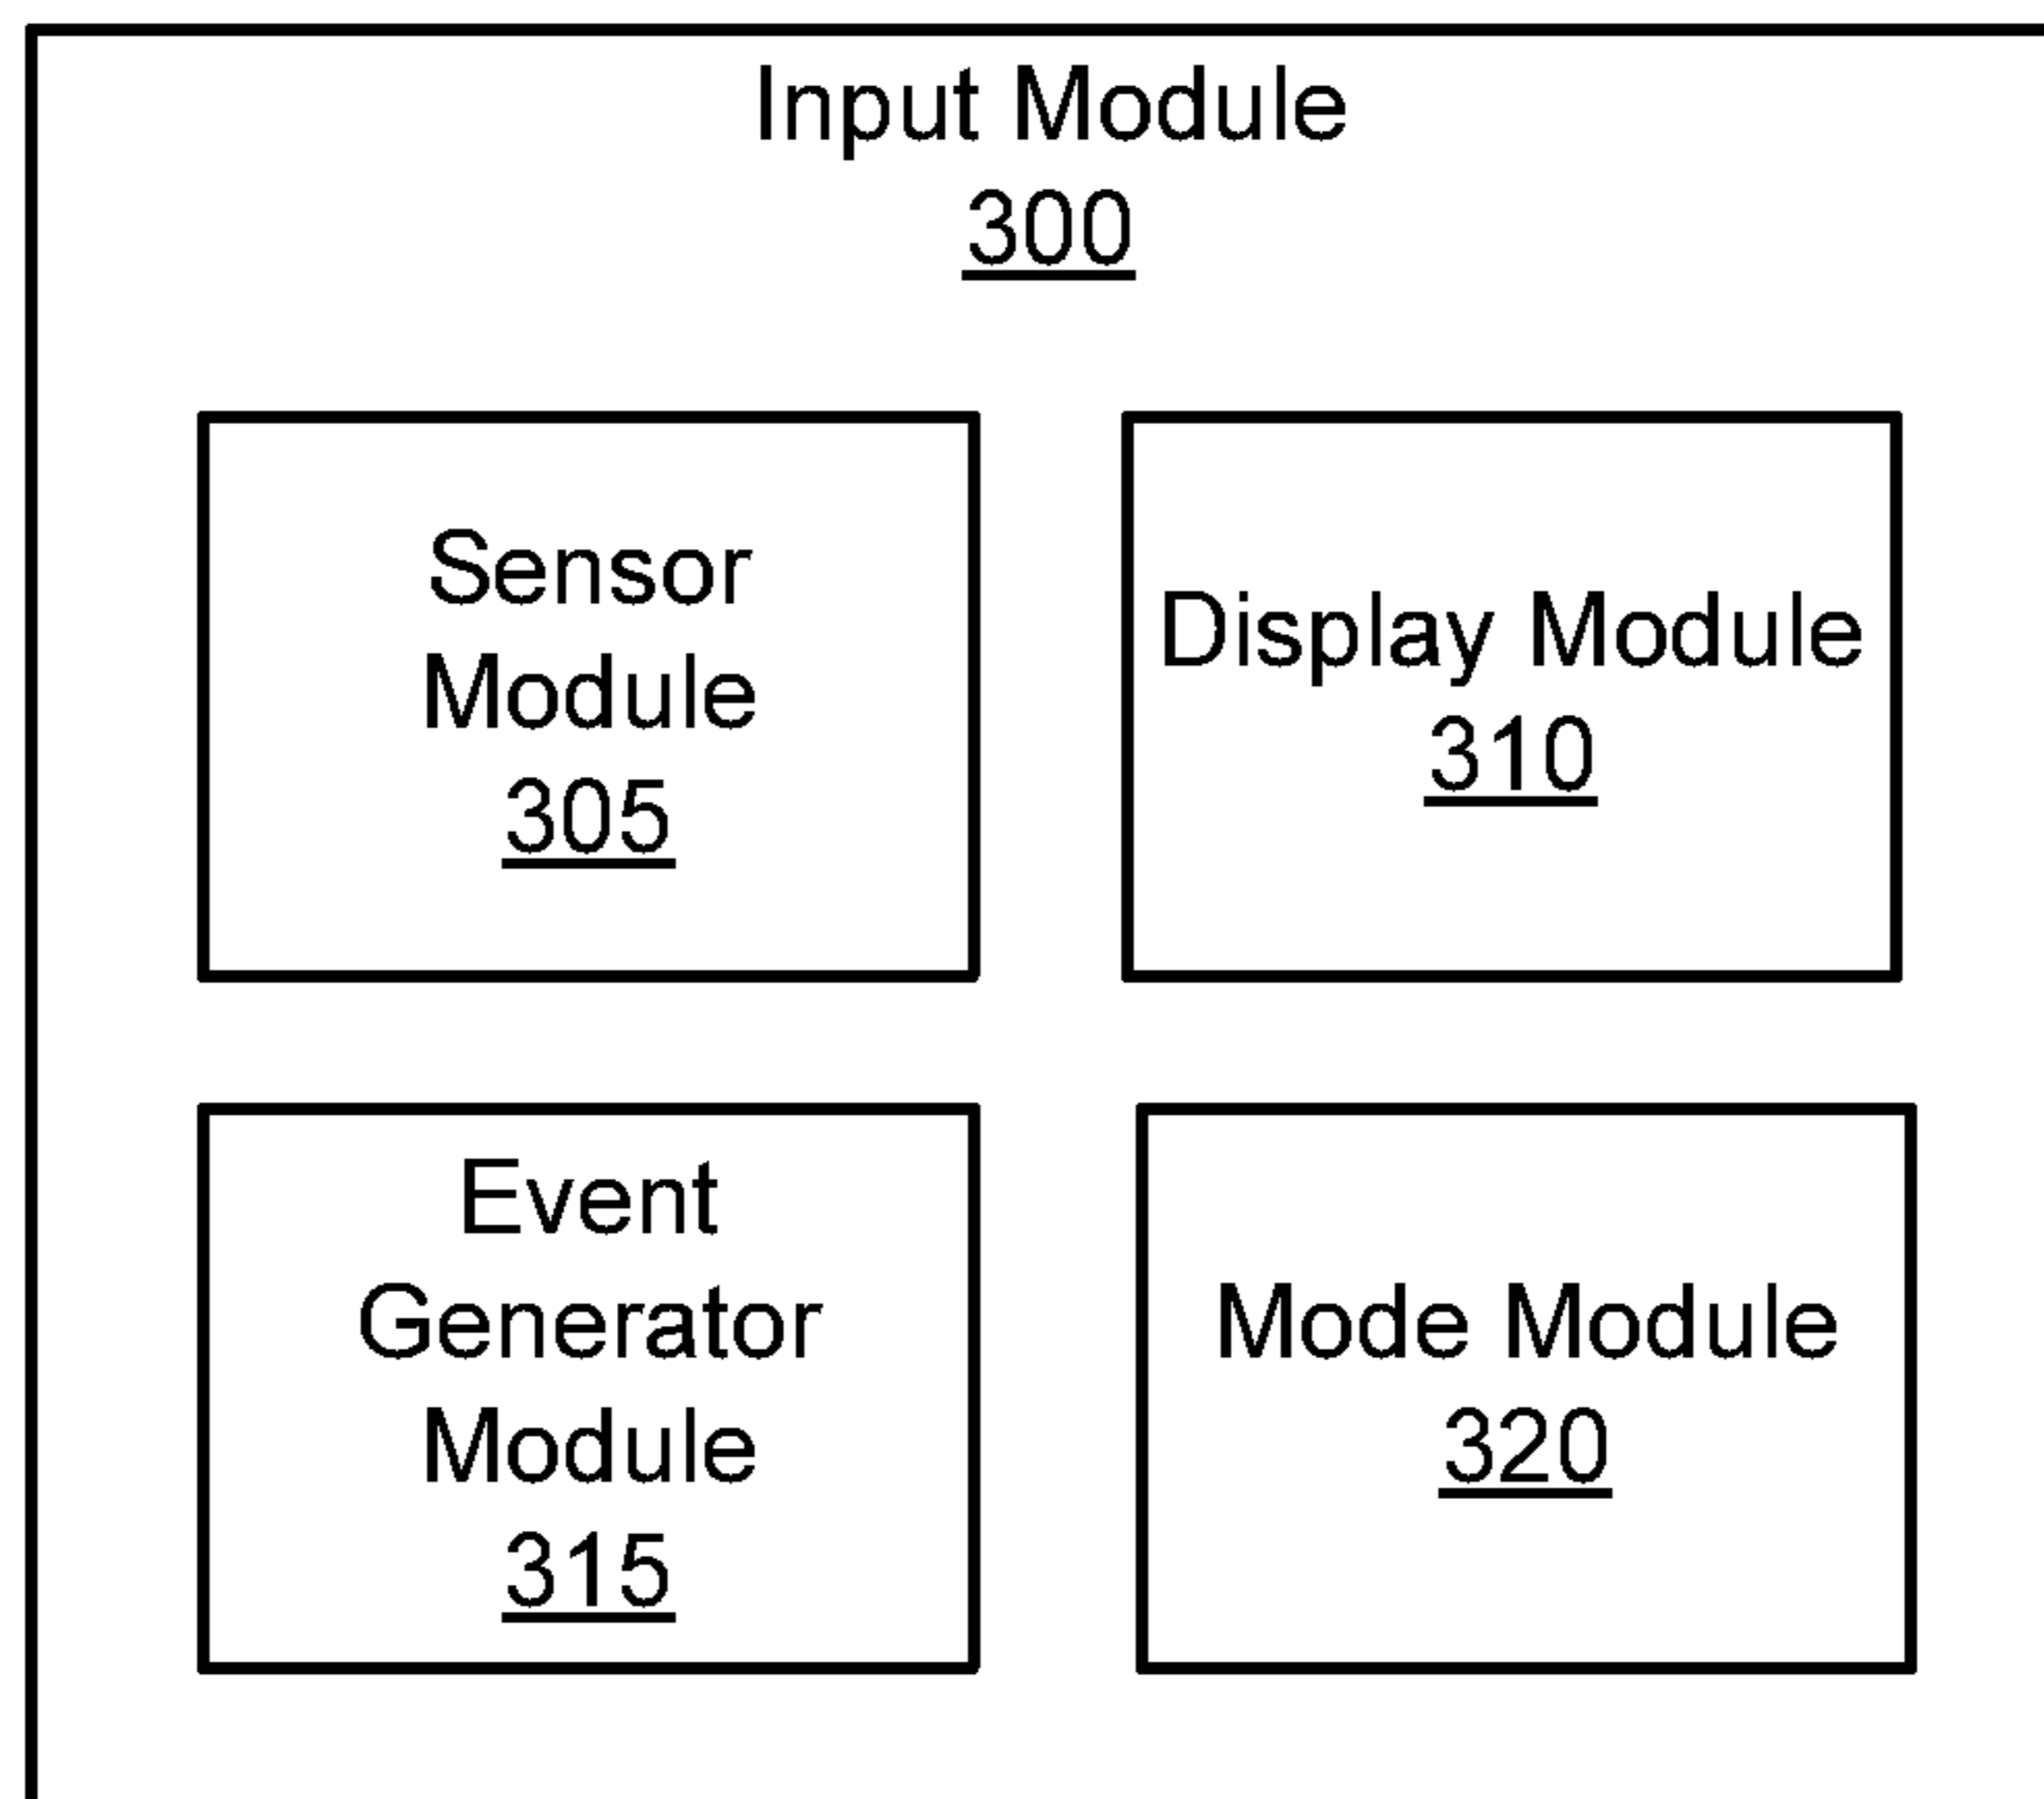 Input Module
300
Sensor
Module
305
Display Module
310
Event
Generator
Module
315
Mode Module
320